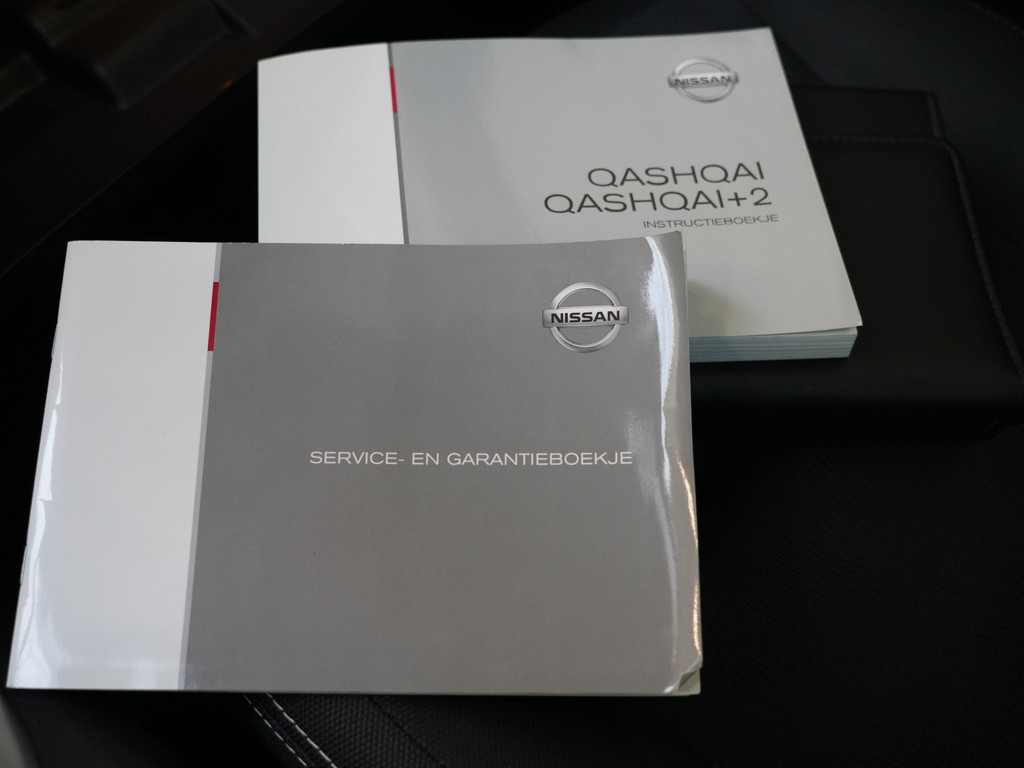 NISSAN
QASHQAI
QASHQAI+2
INSTRUCTIEBOEKJE
NISSAN
SERVICE- EN GARANTIEBOEKJE